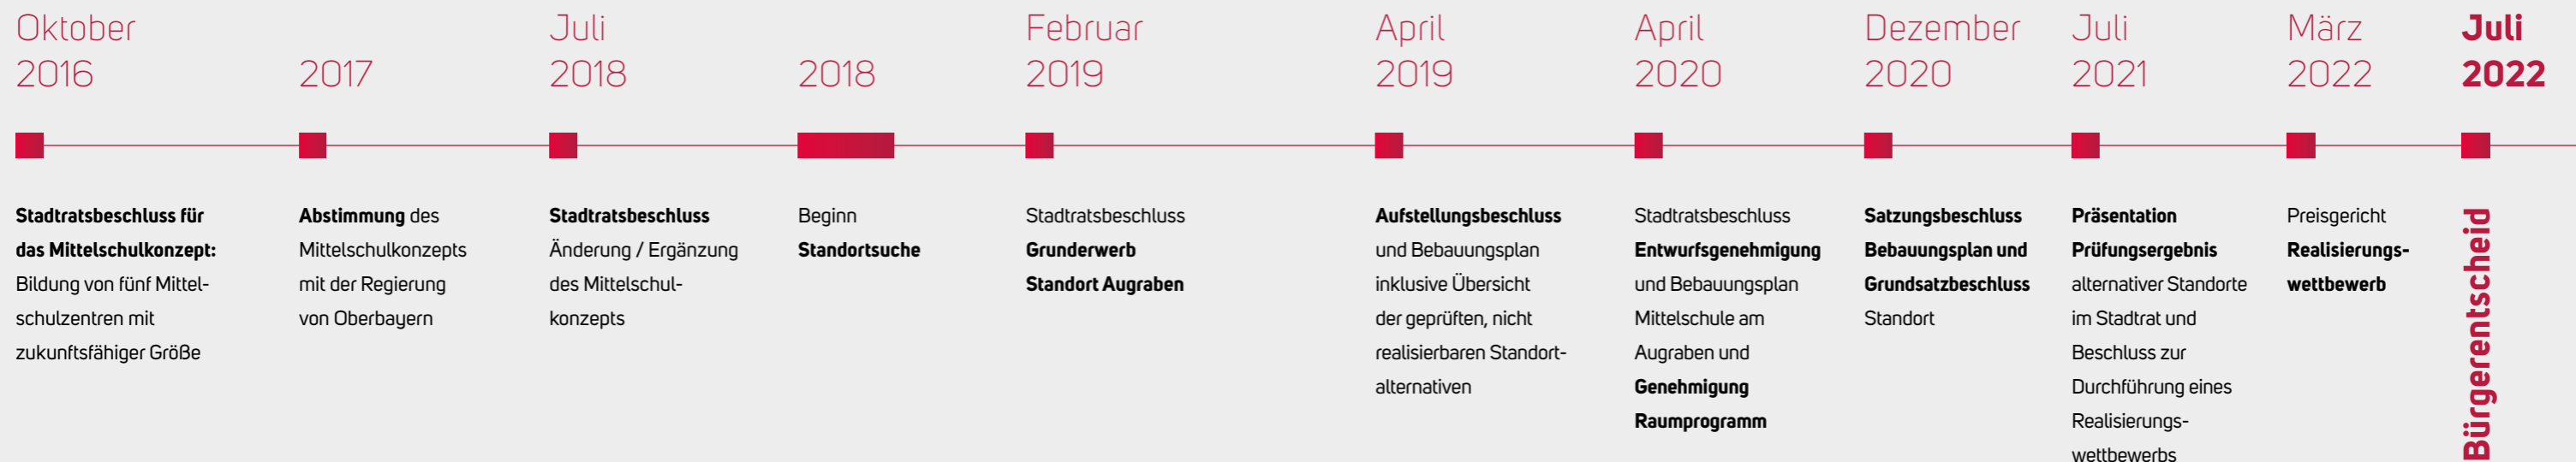 Oktober
2016
2017
Juli
2018
2018
Februar
2019
April
2019
April
2020
Dezember
2020
Juli
2021
März
2022
Juli
2022
Stadtratsbeschluss für
das Mittelschulkonzept:
Bildung von fünf Mittel-
schulzentren mit
zukunftsfähiger Größe
Abstimmung des
Mittelschulkonzepts
mit der Regierung
von Oberbayern
Stadtratsbeschluss
Änderung / Ergänzung
des Mittelschul-
konzepts
Beginn
Standortsuche
Stadtratsbeschluss
Grunderwerb
Standort Augraben
Aufstellungsbeschluss
und Bebauungsplan
inklusive Übersicht
der geprüften, nicht
realisierbaren Standort-
alternativen
Stadtratsbeschluss
Entwurfsgenehmigung
und Bebauungsplan
Mittelschule am
Augraben und
Genehmigung
Raumprogramm
Satzungsbeschluss
Bebauungsplan und
Grundsatzbeschluss
Standort
Präsentation
Prüfungsergebnis
alternativer Standorte
im Stadtrat und
Beschluss zur
Durchführung eines
Realisierungs-
wettbewerbs
Preisgericht
Realisierungs-
wettbewerb
Bürgerentscheid